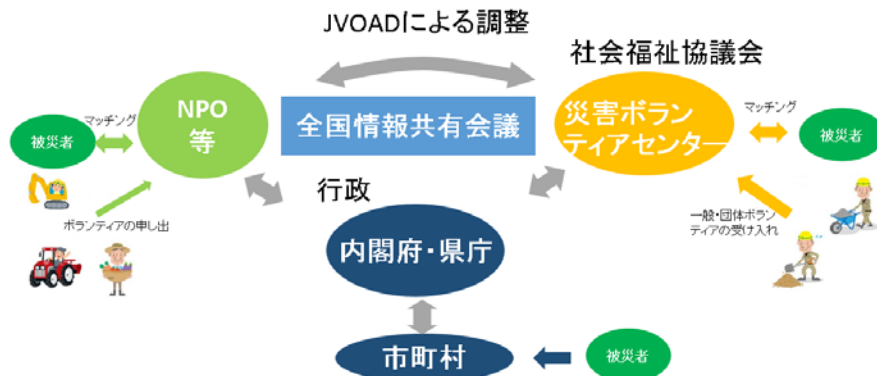 JVOADによる調整
社会福祉協議会
NPO
等
全国情報共有会議
災害ボラン
ティアセンター
マッチング
被災者
マッチング
被災者
行政
ボランティアの申し出
一般・団体ボラン
ティアの受け入れ
内閣府・県庁
市町村
被災者